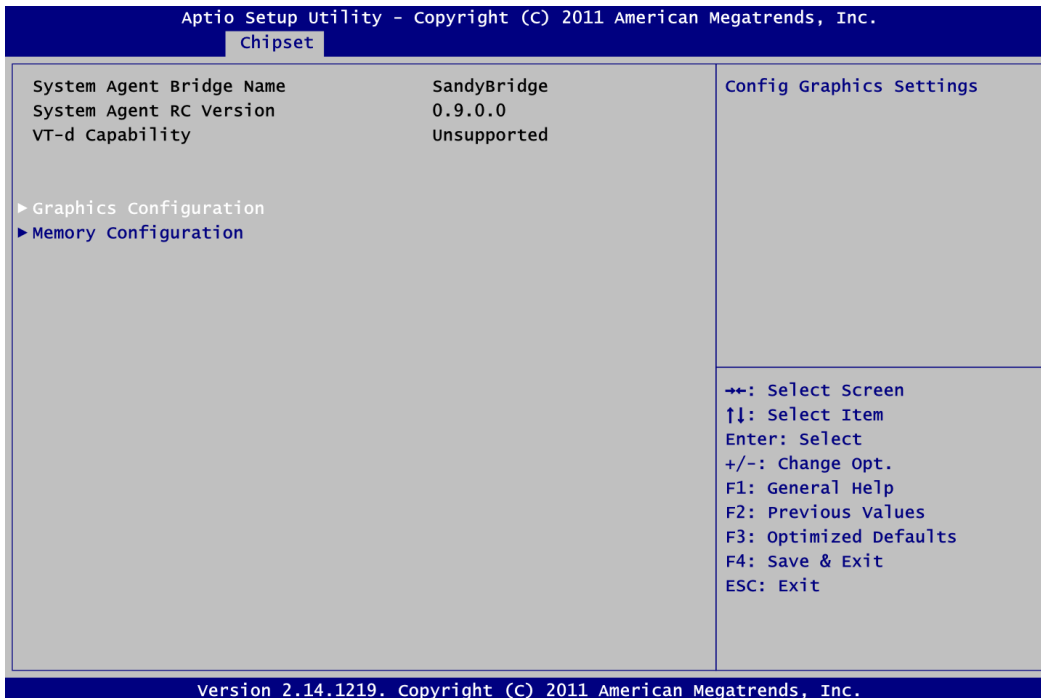 Aptio Setup Utility - Copyright (C) 2011 American Megatrends, Inc.
Chipset
System Agent Bridge Name SandyBridge
System Agent RC Version 0.9.0.0
VT-d Capability Unsupported
►Graphics Configuration
►Memory Configuration
Config Graphics Settings
→←: Select Screen
↑↓: Select Item
Enter: Select
+/-: Change Opt.
F1: General Help
F2: Previous Values
F3: Optimized Defaults
F4: Save & Exit
ESC: Exit
Version 2.14.1219. Copyright (C) 2011 American Megatrends, Inc.